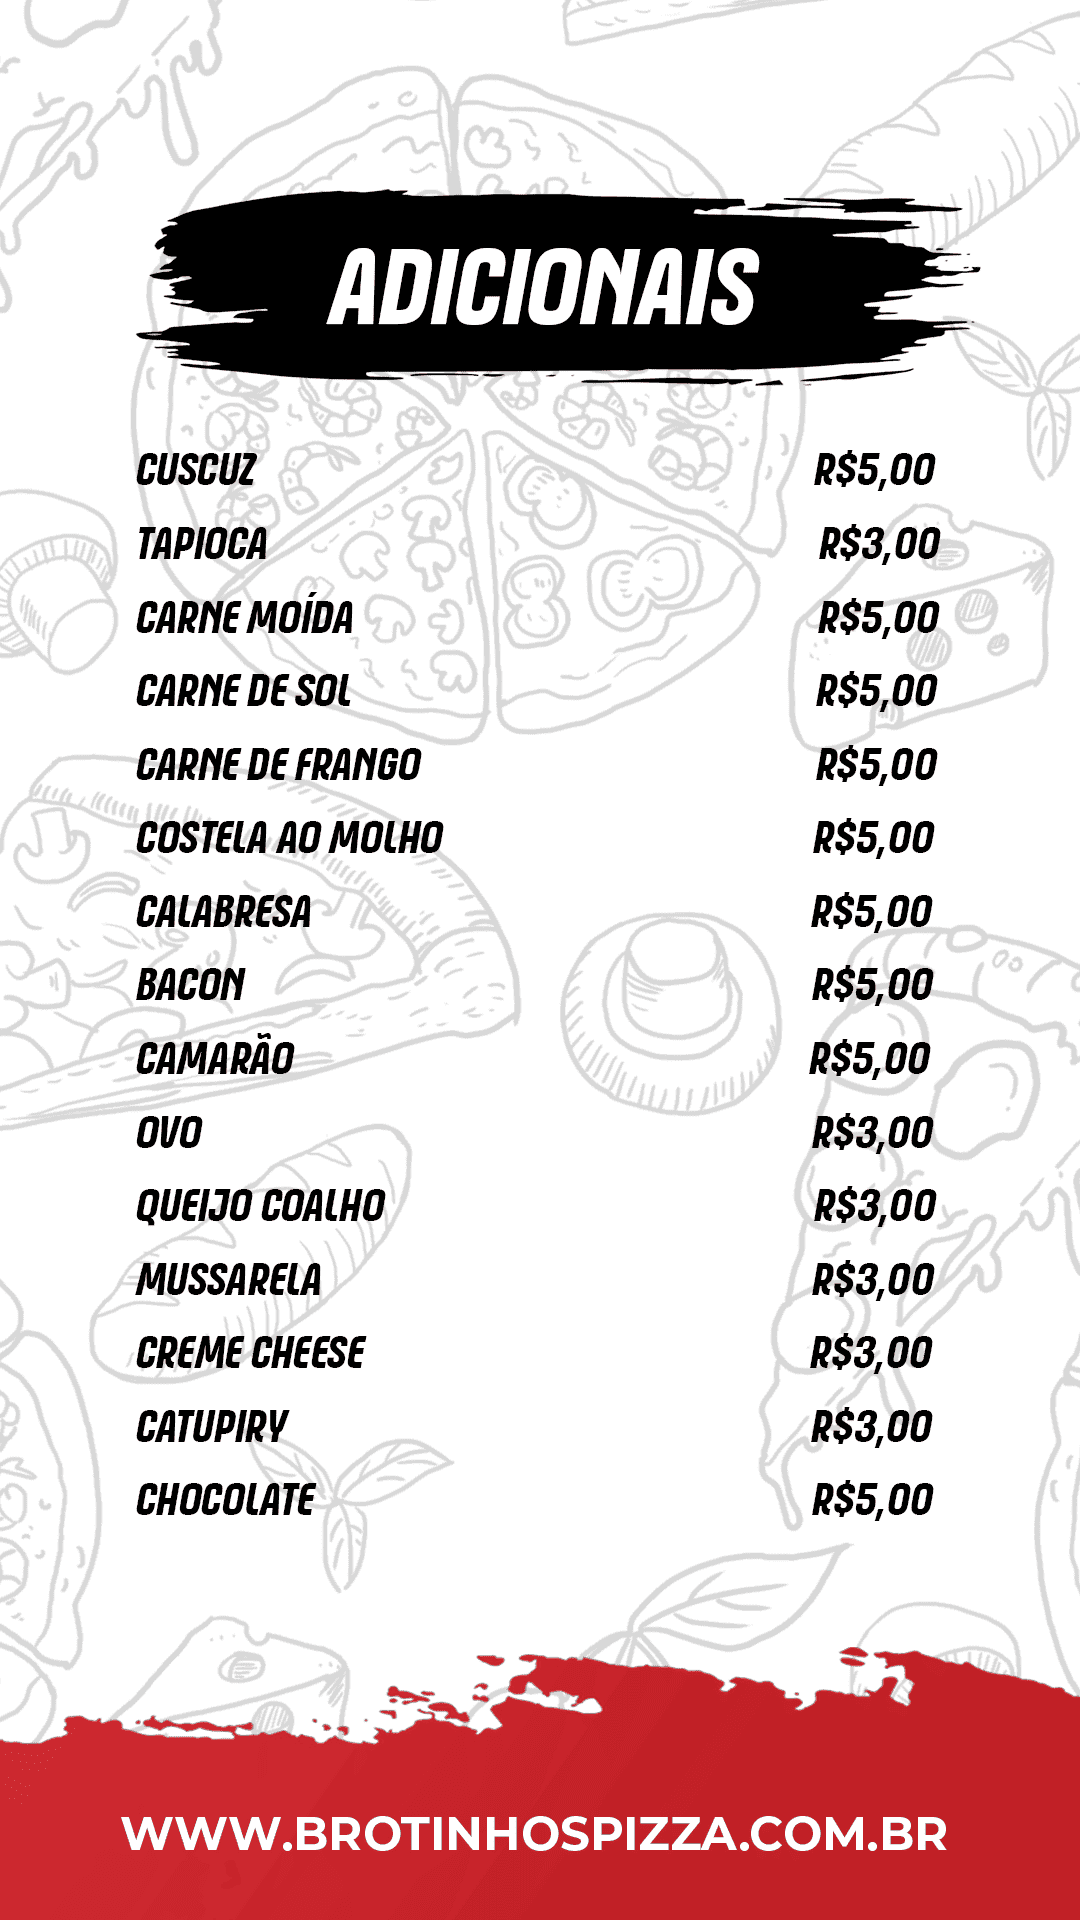 ADICIONAIS
CUSCUZ R$5,00
TAPIOCA R$3,00
CARNE MOÍDA R$5,00
CARNE DE SOL R$5,00
CARNE DE FRANGO R$5,00
COSTELA AO MOLHO R$5,00
CALABRESA R$5,00
BACON R$5,00
CAMARÃO R$5,00
OVO R$3,00
QUEIJO COALHO R$3,00
MUSSARELA R$3,00
CREME CHEESE R$3,00
CATUPIRY R$3,00
CHOCOLATE R$5,00
WWW.BROTINHOSPIZZA.COM.BR